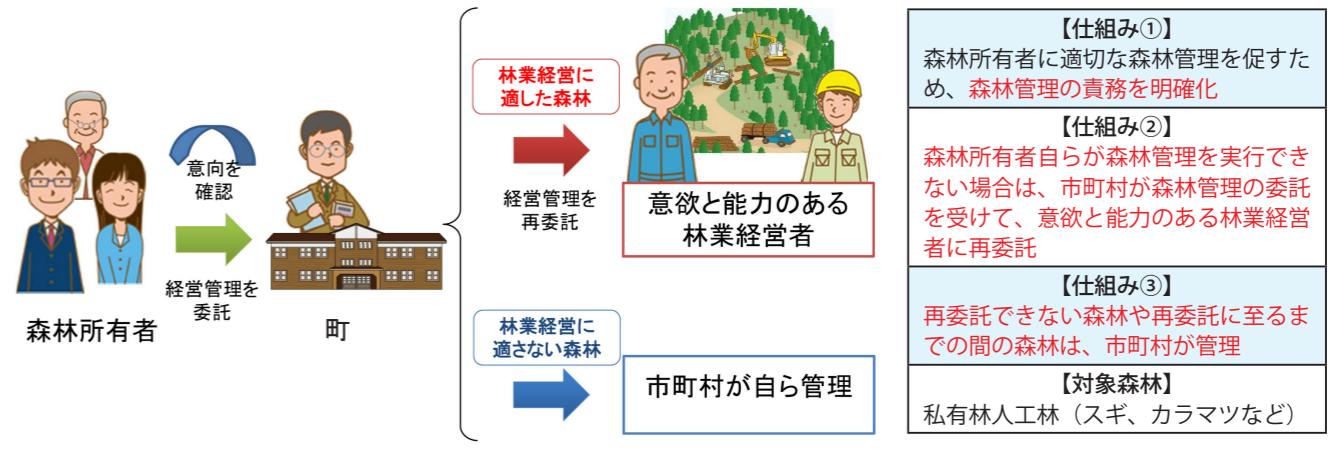 意向を
確認
経営管理を
委託
森林所有者
町
林業経営に
適した森林
経営管理を
再委託
意欲と能力のある
林業経営者
林業経営に
適さない森林
市町村が自ら管理
【仕組み①】
森林所有者に適切な森林管理を促すた
め、森林管理の責務を明確化
【仕組み②】
森林所有者自らが森林管理を実行でき
ない場合は、市町村が森林管理の委託
を受けて、意欲と能力のある林業経営
者に再委託
【仕組み③】
再委託できない森林や再委託に至るま
での間の森林は、市町村が管理
【対象森林】
私有林人工林（スギ、カラマツなど）